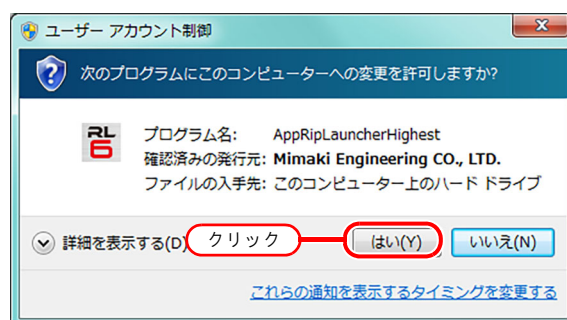 ユーザー アカウント制御
次のプログラムにこのコンピューターへの変更を許可しますか?
RL
6
プログラム名: AppRipLauncherHighest
確認済みの発行元: Mimaki Engineering CO., LTD.
ファイルの入手先: このコンピューター上のハード ドライブ
詳細を表示する(D) クリック はい(Y) いいえ(N)
これらの通知を表示するタイミングを変更する